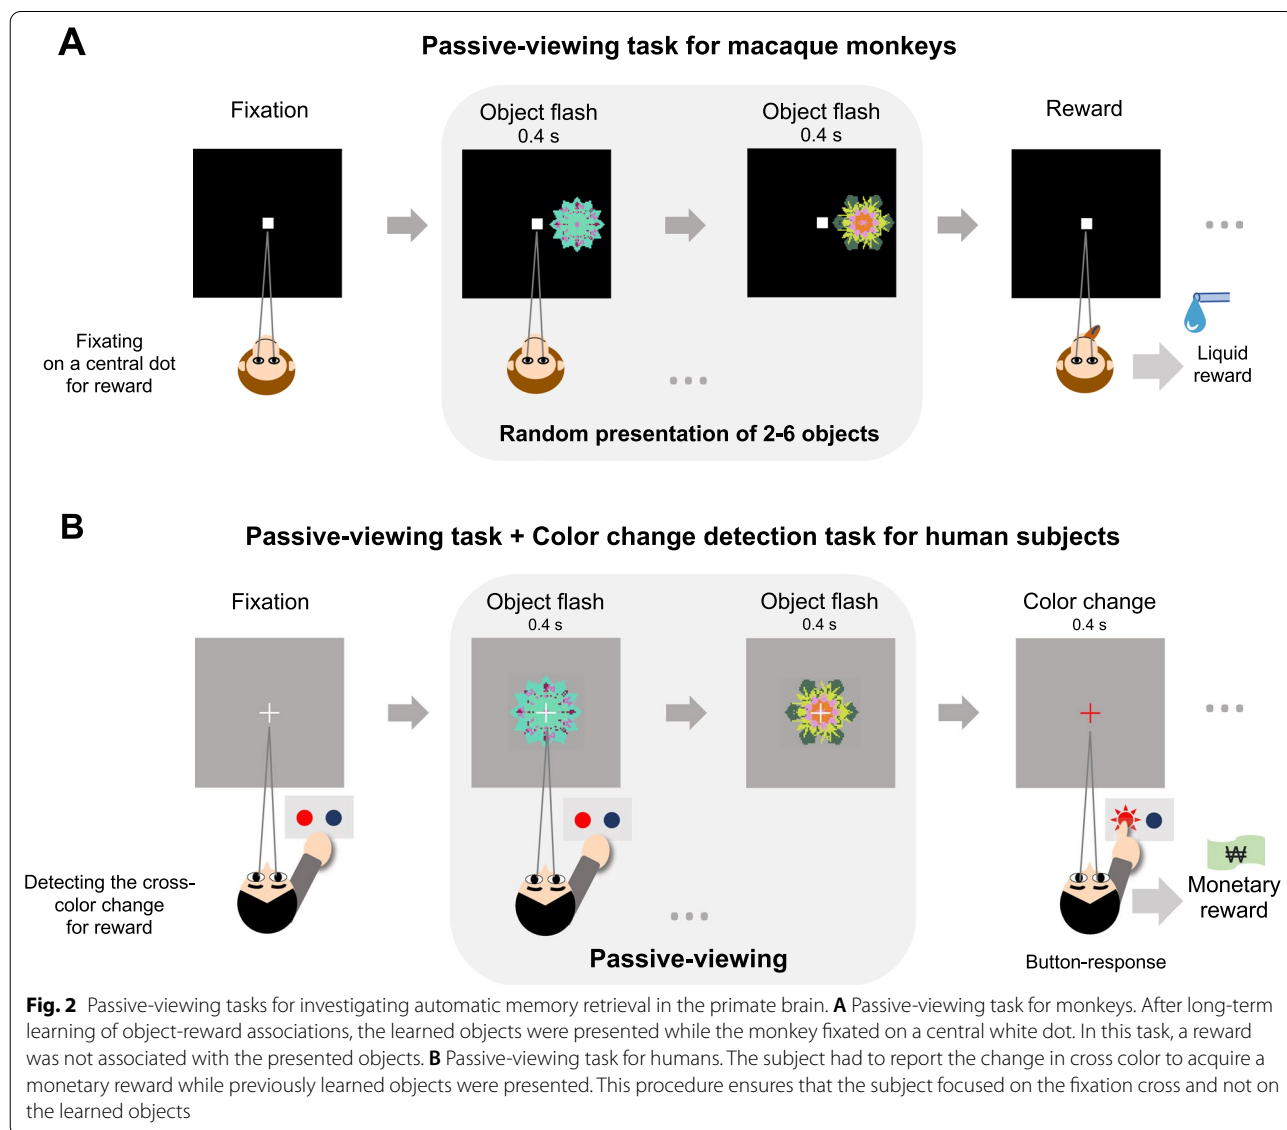 A
Passive-viewing task for macaque monkeys
Fixation
Object flash
0.4 s
Object flash
0.4 s
Reward
Fixating
on a central dot
for reward
Liquid
reward
Random presentation of 2-6 objects
B
Passive-viewing task + Color change detection task for human subjects
Fixation
Object flash
0.4 s
Object flash
0.4 s
Color change
0.4 s
Detecting the cross-
color change
for reward
₩
Monetary
reward
Passive-viewing
Button-response
Fig. 2 Passive-viewing tasks for investigating automatic memory retrieval in the primate brain. A Passive-viewing task for monkeys. After long-term
learning of object-reward associations, the learned objects were presented while the monkey fixated on a central white dot. In this task, a reward
was not associated with the presented objects. B Passive-viewing task for humans. The subject had to report the change in cross color to acquire a
monetary reward while previously learned objects were presented. This procedure ensures that the subject focused on the fixation cross and not on
the learned objects